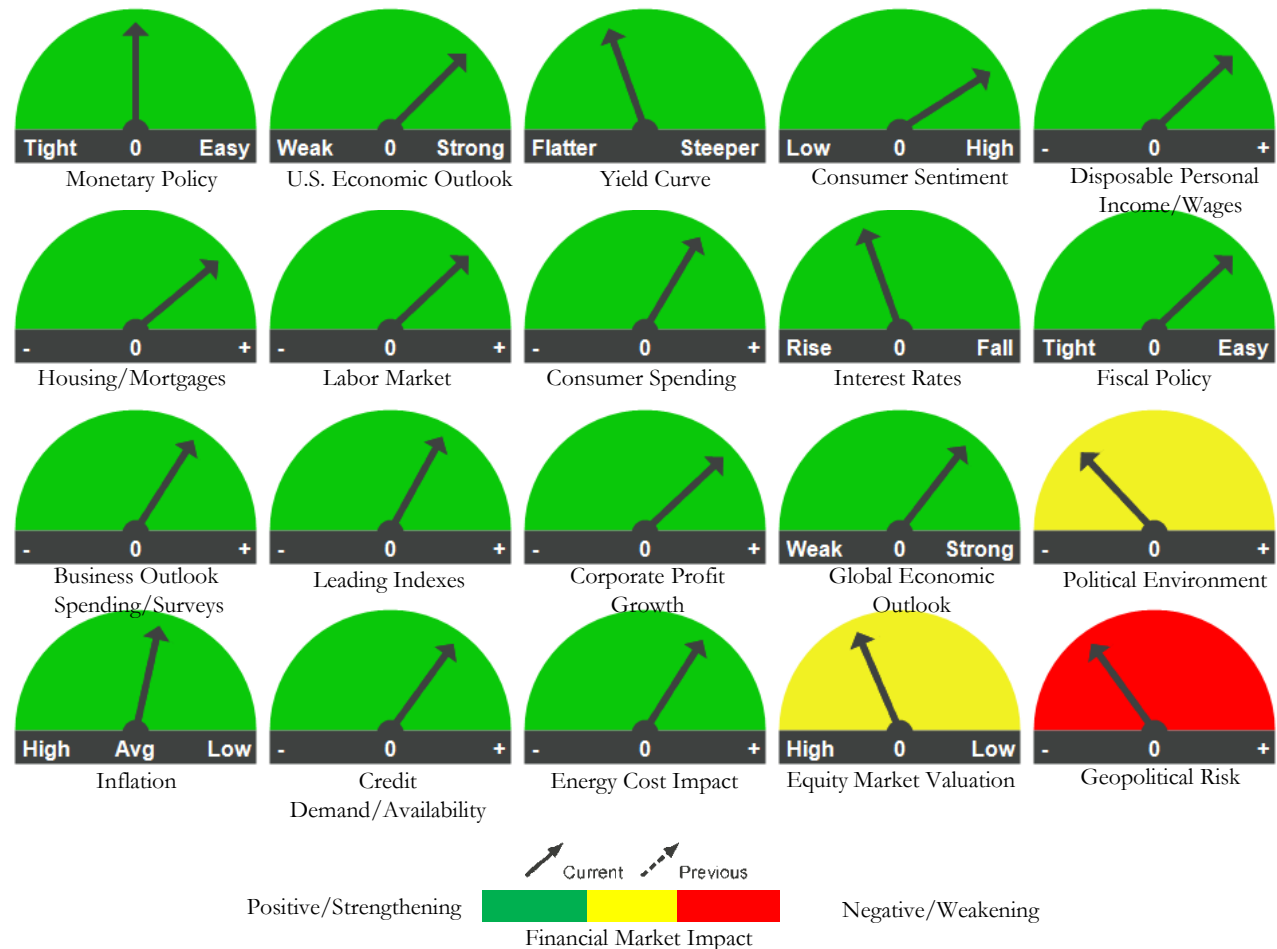 Tight 0 Easy
Monetary Policy
Weak 0 Strong
U.S. Economic Outlook
Flatter Steeper
Yield Curve
Low 0 High
Consumer Sentiment
- 0 +
Disposable Personal
Income/Wages
- 0 +
Housing/Mortgages
- 0 +
Labor Market
- 0 +
Consumer Spending
Rise 0 Fall
Interest Rates
Tight 0 Easy
Fiscal Policy
- 0 +
Business Outlook
Spending/Surveys
- 0 +
Leading Indexes
- 0 +
Corporate Profit
Growth
Weak 0 Strong
Global Economic
Outlook
- 0 +
Political Environment
High Avg Low
Inflation
- 0 +
Credit
Demand/Availability
- 0 +
Energy Cost Impact
High 0 Low
Equity Market Valuation
- 0 +
Geopolitical Risk
Current Previous
Positive/Strengthening Negative/Weakening
Financial Market Impact